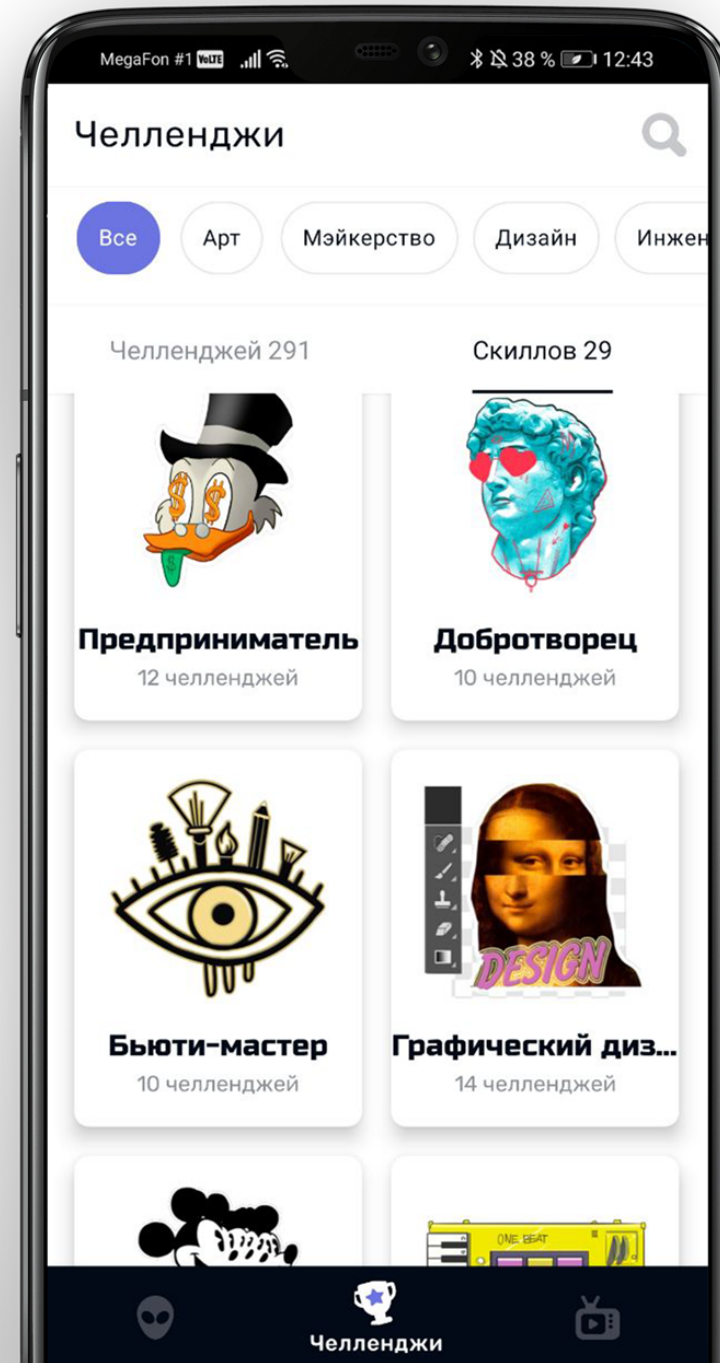 MegaFon #1 VoLTE 38 % 12:43
Челленджи
Все Арт Мэйкерство Дизайн Инжен
Челленджей 291 Скиллов 29
$ $
$
Предприниматель Добротворец
12 челленджей 10 челленджей
DESIGN
Бьюти-мастер Графический диз...
10 челленджей 14 челленджей
ONE BEAT
Челленджи